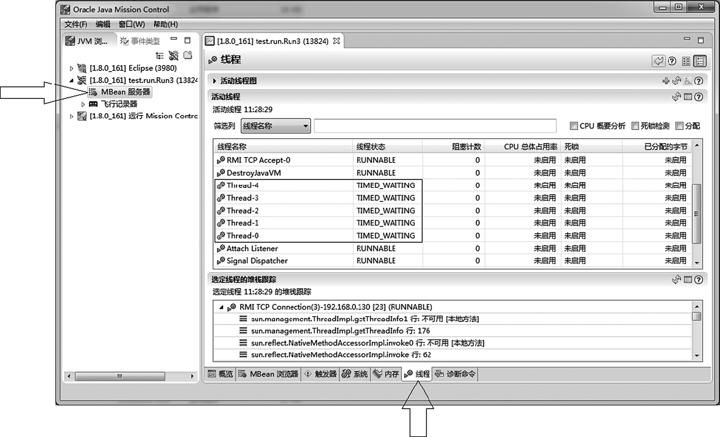 Oracle Java Mission Control
文件(F) 编辑 窗口(W) 帮助(H)
JVM 浏... 事件类型
[1.8.0_161] Eclipse (3980)
[1.8.0_161] test.run.Run3 (13824
MBean 服务器
飞行记录器
[1.8.0_161] 运行 Mission Contro
[1.8.0_161] test.run.Run3 (13824)
线程
活动线程图
活动线程
活动线程 11:28:29
筛选列 线程名称 CPU 概要分析 死锁检测 分配
线程名称 线程状态 阻塞计数 CPU 总体占用率 死锁 已分配的字节
RMI TCP Accept-0 RUNNABLE 0 未启用 未启用 未启用
DestroyJavaVM RUNNABLE 0 未启用 未启用 未启用
Thread-4 TIMED_WAITING 0 未启用 未启用 未启用
Thread-3 TIMED_WAITING 0 未启用 未启用 未启用
Thread-2 TIMED_WAITING 0 未启用 未启用 未启用
Thread-1 TIMED_WAITING 0 未启用 未启用 未启用
Thread-0 TIMED_WAITING 0 未启用 未启用 未启用
Attach Listener RUNNABLE 0 未启用 未启用 未启用
Signal Dispatcher RUNNABLE 0 未启用 未启用 未启用
选定线程的堆栈跟踪
选定线程 11:28:29 的堆栈跟踪
RMI TCP Connection(3)-192.168.0.130 [23] (RUNNABLE)
sun.management.ThreadImpl.getThreadInfo1 行: 不可用 [本地方法]
sun.management.ThreadImpl.getThreadInfo 行: 176
sun.reflect.NativeMethodAccessorImpl.invoke0 行: 不可用 [本地方法]
sun.reflect.NativeMethodAccessorImpl.invoke 行: 62
概览 MBean 浏览器 触发器 系统 内存 线程 诊断命令